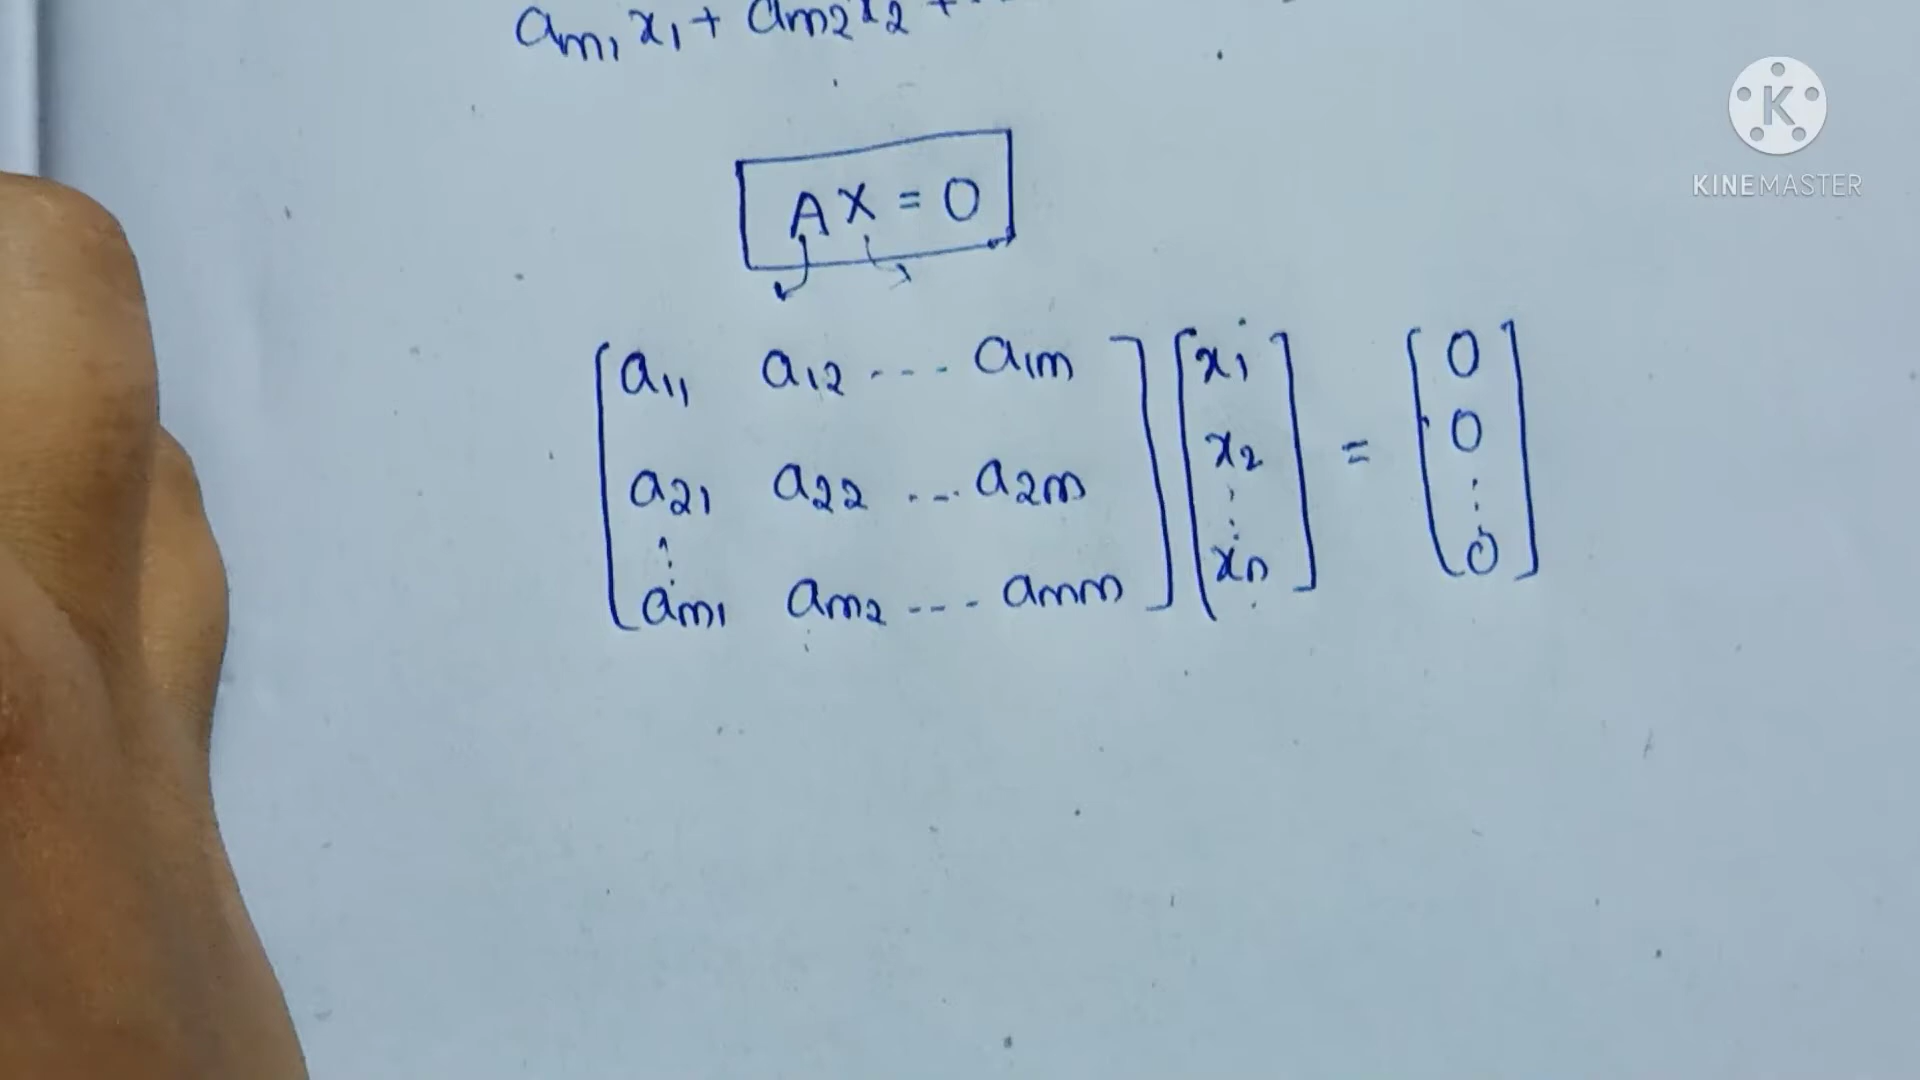 am1 x1 + am2 x2 + ..
K
KINEMASTER
AX = 0
[ a11 a12 ... a1m ] [ x1 ] = [ 0 ]
[ a21 a22 ... a2m ] [ x2 ] [ 0 ]
⋮ ⋮ ⋮
[ am1 am2 ... amm ] [ xn ] [ 0 ]